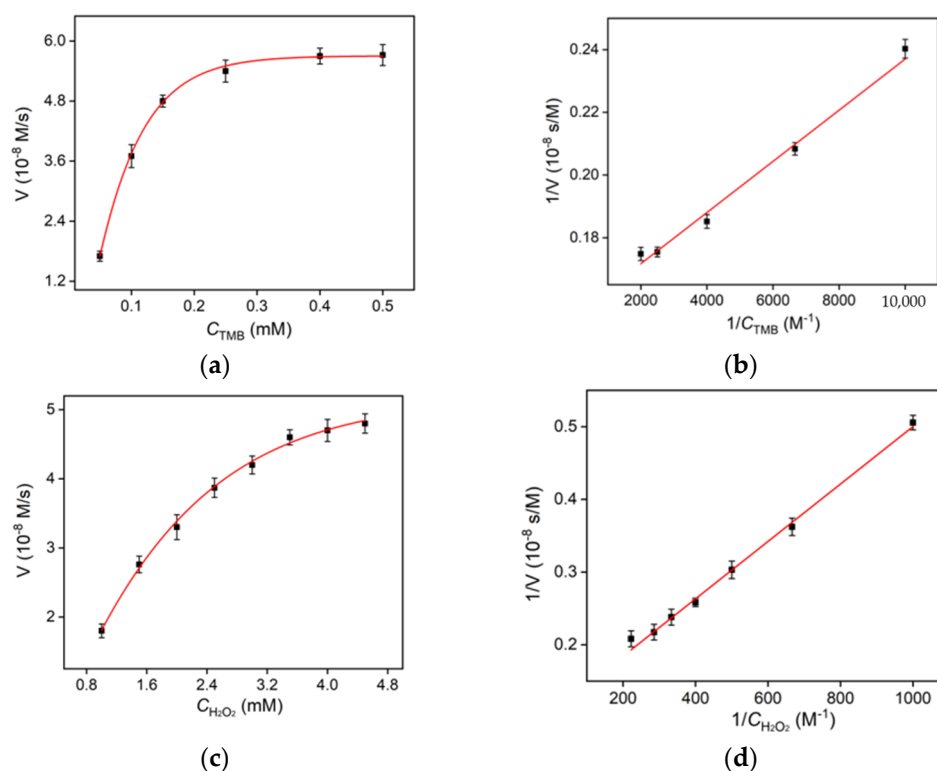 6.0
4.8
3.6
2.4
1.2
V (10⁻⁸ M/s)
0.1 0.2 0.3 0.4 0.5
C_TMB (mM)
(a)
0.24
0.20
0.18
1/V (10⁻⁸ s/M)
2000 4000 6000 8000 10,000
1/C_TMB (M⁻¹)
(b)
5
4
3
2
V (10⁻⁸ M/s)
0.8 1.6 2.4 3.2 4.0 4.8
C_H₂O₂ (mM)
(c)
0.5
0.4
0.3
0.2
1/V (10⁻⁸ s/M)
200 400 600 800 1000
1/C_H₂O₂ (M⁻¹)
(d)